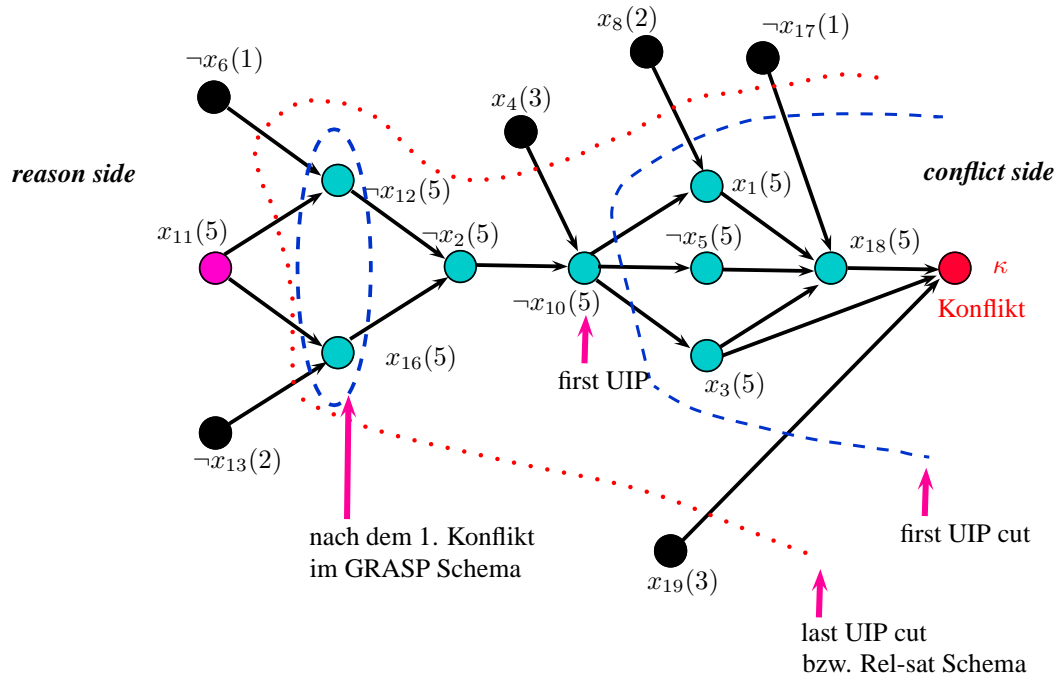 x₈(2)
¬x₁₇(1)
¬x₆(1)
x₄(3)
reason side
¬x₁₂(5)
x₁(5)
conflict side
x₁₁(5)
¬x₂(5)
¬x₅(5)
x₁₈(5)
κ
¬x₁₀(5)
Konflikt
x₁₆(5)
first UIP
x₃(5)
¬x₁₃(2)
nach dem 1. Konflikt
im GRASP Schema
first UIP cut
x₁₉(3)
last UIP cut
bzw. Rel-sat Schema